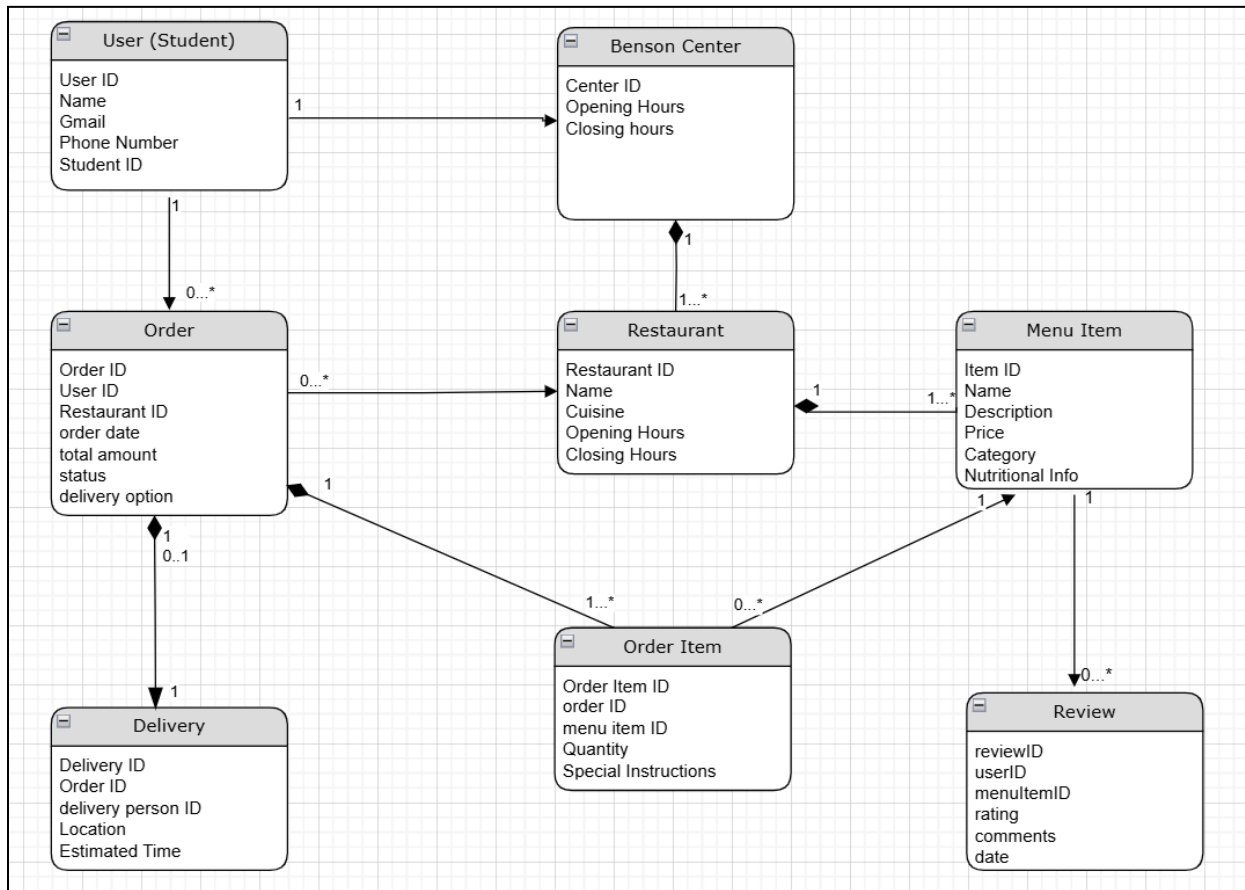 User (Student)
User ID
Name
Gmail
Phone Number
Student ID
1
Benson Center
Center ID
Opening Hours
Closing hours
1
0...*
1
1...*
Order
Order ID
User ID
Restaurant ID
order date
total amount
status
delivery option
0...*
Restaurant
Restaurant ID
Name
Cuisine
Opening Hours
Closing Hours
1
1...*
Menu Item
Item ID
Name
Description
Price
Category
Nutritional Info
1
1
0..1
1
1...*
0...*
1
1
0...*
Delivery
Delivery ID
Order ID
delivery person ID
Location
Estimated Time
Order Item
Order Item ID
order ID
menu item ID
Quantity
Special Instructions
Review
reviewID
userID
menuItemID
rating
comments
date